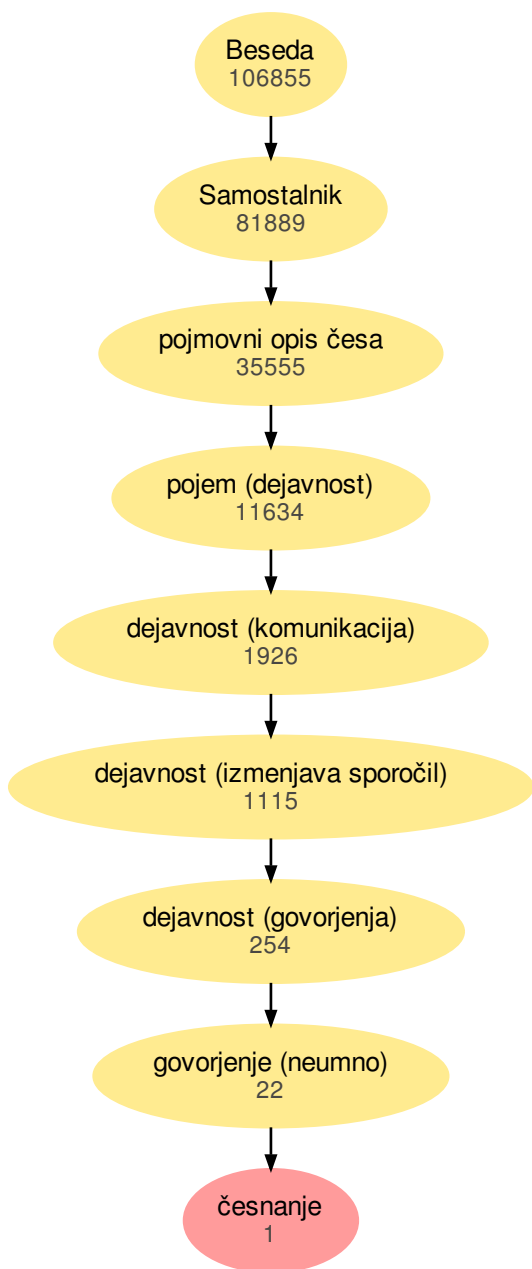 Beseda
106855
Samostalnik
81889
pojmovni opis česa
35555
pojem (dejavnost)
11634
dejavnost (komunikacija)
1926
dejavnost (izmenjava sporočil)
1115
dejavnost (govorjenja)
254
govorjenje (neumno)
22
česnanje
1